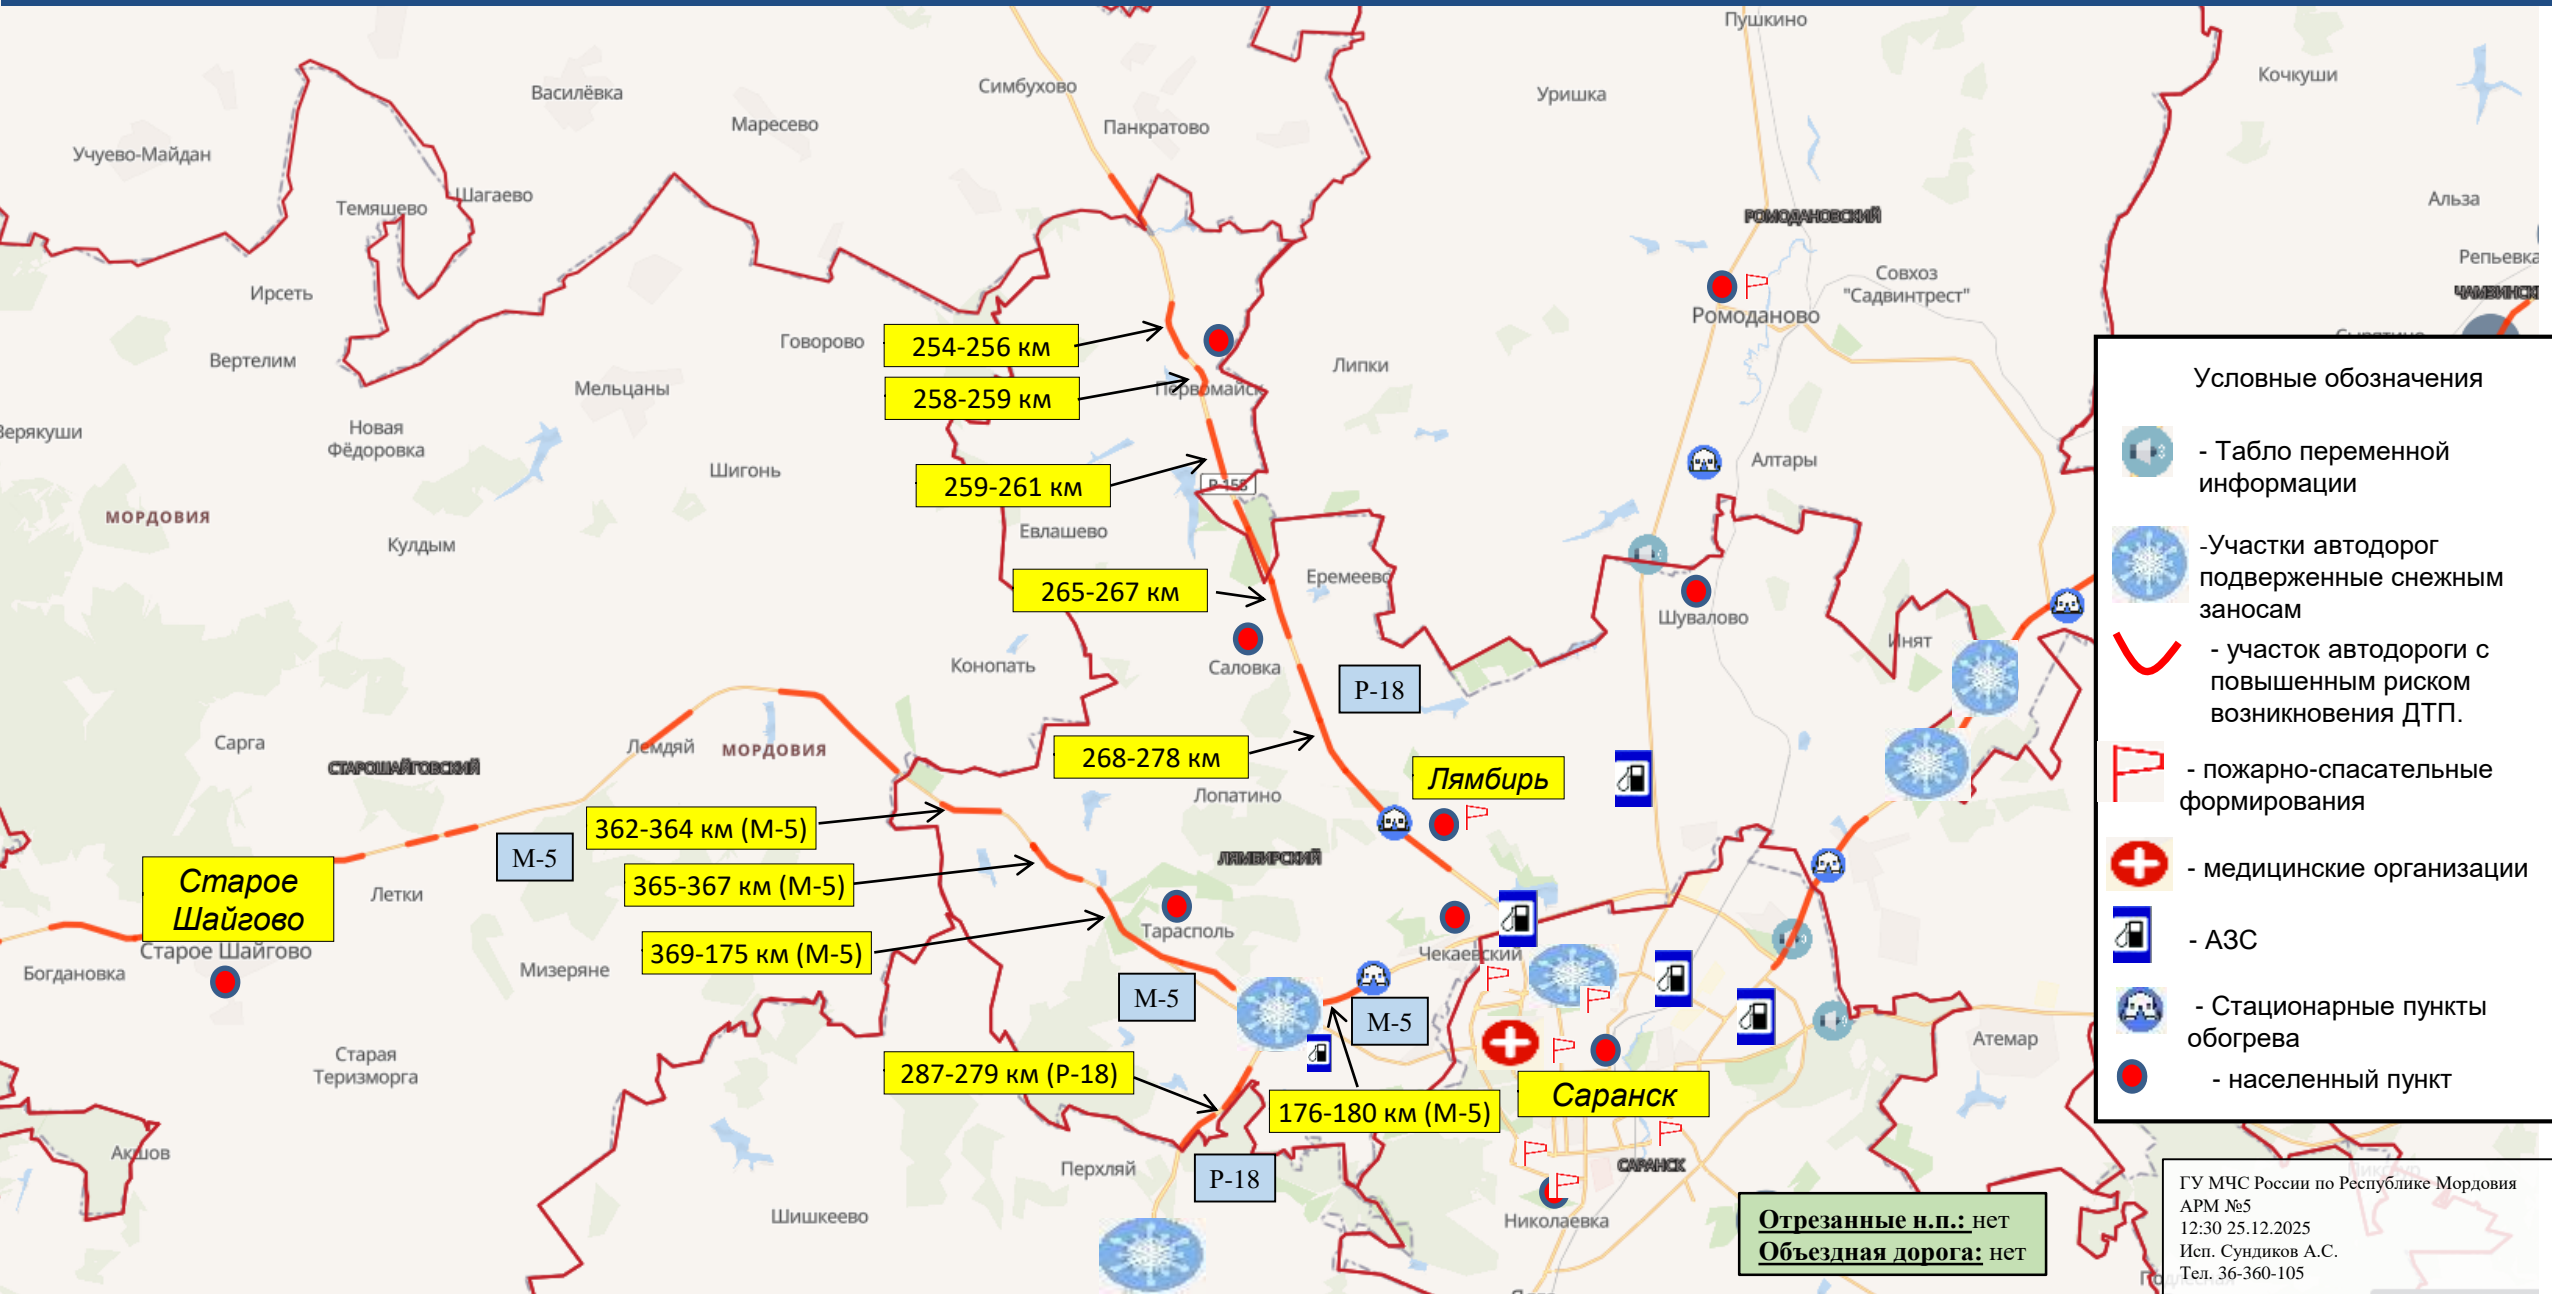 Пушкино
Кочкуши
Симбухово
Василёвка
Уришка
Маресево
Панкратово
Учуево-Майдан
Шагаево
Темяшево
Альза
РОМОДАНОВСКИЙ
Репьевка
Совхоз
"Садвинтрест"
Ирсеть
Ромоданово
Говорово
254-256 км
Вертелим
Липки
Мельцаны
258-259 км
Первомайск
Новая
Фёдоровка
Верякуши
Шигонь
Алтары
259-261 км
Р-158
МОРДОВИЯ
Евлашево
Кулдым
Еремеево
265-267 км
Шувалово
Инят
Конопать
Саловка
Р-18
Сарга
Лемдяй
МОРДОВИЯ
СТАРОШАЙГОВСКИЙ
268-278 км
Лямбирь
Лопатино
362-364 км (М-5)
М-5
ЛЯМБИРСКИЙ
365-367 км (М-5)
Старое
Шайгово
Летки
Тарасполь
369-175 км (М-5)
Чекаевский
Старое Шайгово
Богдановка
Мизеряне
М-5
М-5
Атемар
Старая
Теризморга
287-279 км (Р-18)
176-180 км (М-5)
Саранск
Акшов
Перхляй
САРАНСК
Р-18
Шишкеево
Николаевка
Отрезанные н.п.: нет
Объездная дорога: нет
Условные обозначения
- Табло переменной
информации
-Участки автодорог
подверженные снежным
заносам
- участок автодороги с
повышенным риском
возникновения ДТП.
- пожарно-спасательные
формирования
- медицинские организации
- АЗС
- Стационарные пункты
обогрева
- населенный пункт
ГУ МЧС России по Республике Мордовия
АРМ №5
12:30 25.12.2025
Исп. Сундиков А.С.
Тел. 36-360-105